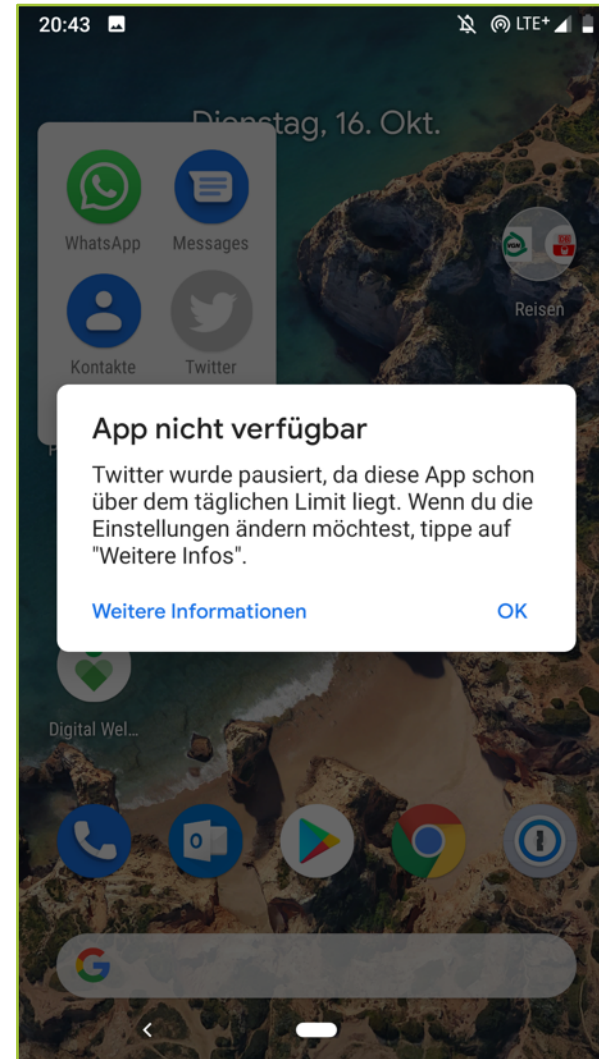 20:43 LTE+
Dienstag, 16. Okt.
WhatsApp Messages
Reisen
Kontakte Twitter
App nicht verfügbar
Twitter wurde pausiert, da diese App schon
über dem täglichen Limit liegt. Wenn du die
Einstellungen ändern möchtest, tippe auf
"Weitere Infos".
Weitere Informationen OK
Digital Wel...